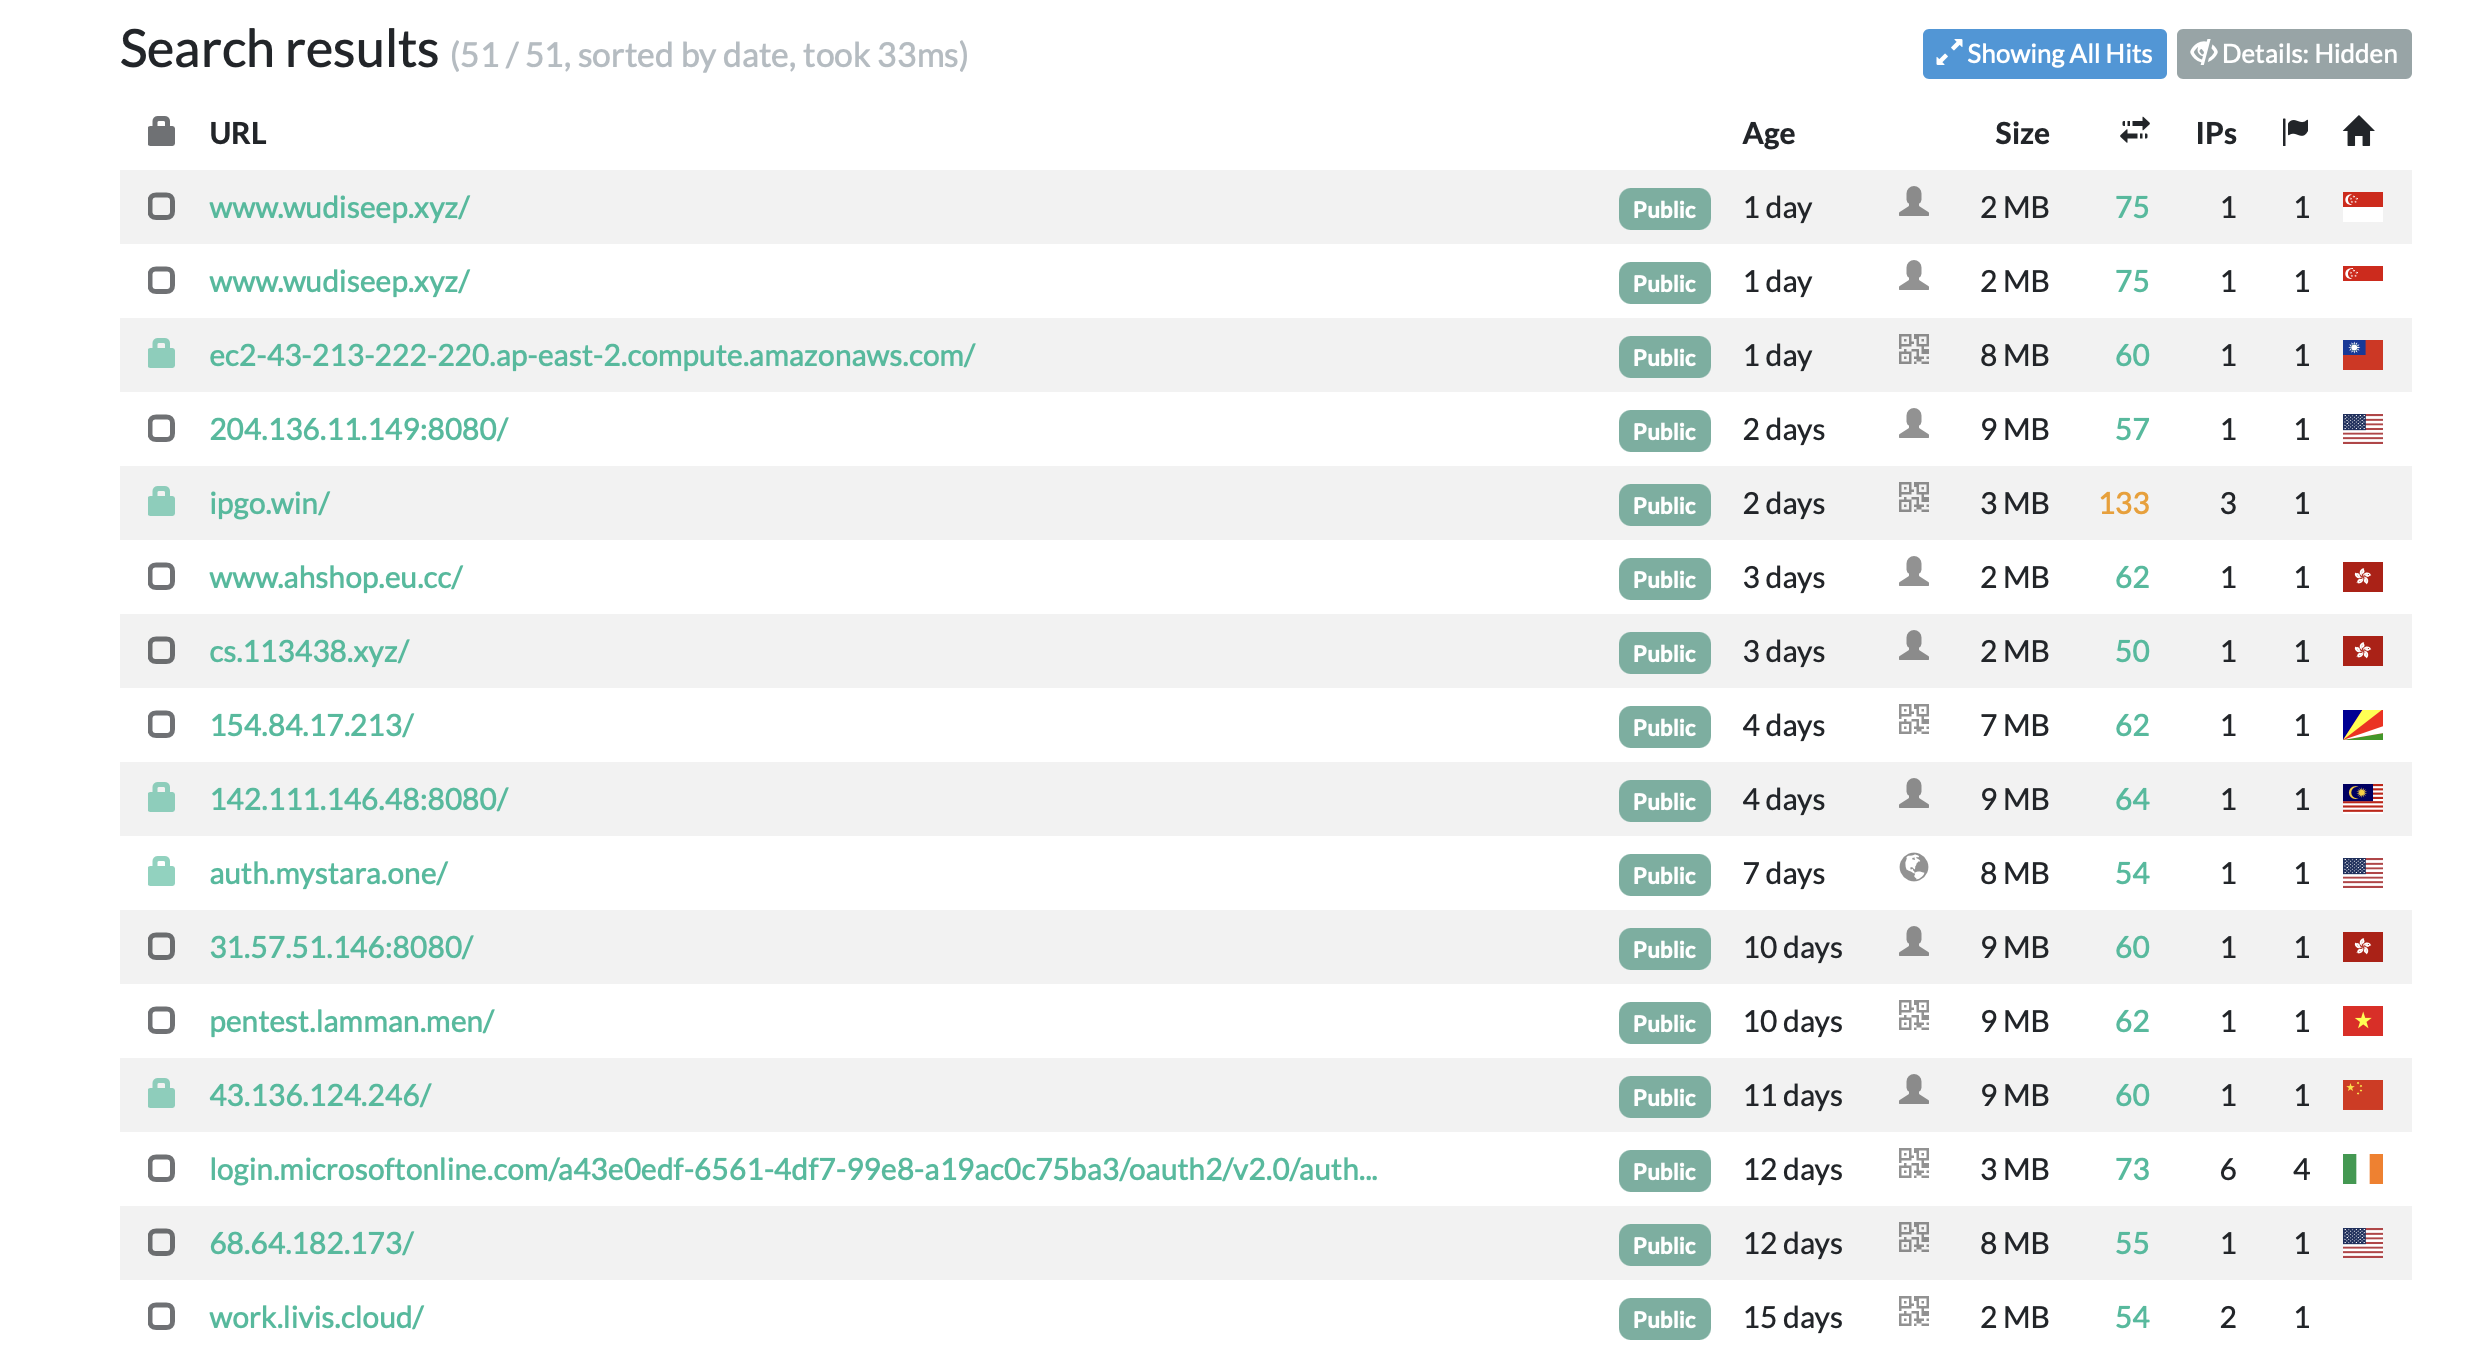 Search results (51 / 51, sorted by date, took 33ms)
Showing All Hits
Details: Hidden
URL Age Size IPs
www.wudiseep.xyz/ Public 1 day 2 MB 75 1 1
www.wudiseep.xyz/ Public 1 day 2 MB 75 1 1
ec2-43-213-222-220.ap-east-2.compute.amazonaws.com/ Public 1 day 8 MB 60 1 1
204.136.11.149:8080/ Public 2 days 9 MB 57 1 1
ipgo.win/ Public 2 days 3 MB 133 3 1
www.ahshop.eu.cc/ Public 3 days 2 MB 62 1 1
cs.113438.xyz/ Public 3 days 2 MB 50 1 1
154.84.17.213/ Public 4 days 7 MB 62 1 1
142.111.146.48:8080/ Public 4 days 9 MB 64 1 1
auth.mystara.one/ Public 7 days 8 MB 54 1 1
31.57.51.146:8080/ Public 10 days 9 MB 60 1 1
pentest.lamman.men/ Public 10 days 9 MB 62 1 1
43.136.124.246/ Public 11 days 9 MB 60 1 1
login.microsoftonline.com/a43e0edf-6561-4df7-99e8-a19ac0c75ba3/oauth2/v2.0/auth... Public 12 days 3 MB 73 6 4
68.64.182.173/ Public 12 days 8 MB 55 1 1
work.livis.cloud/ Public 15 days 2 MB 54 2 1